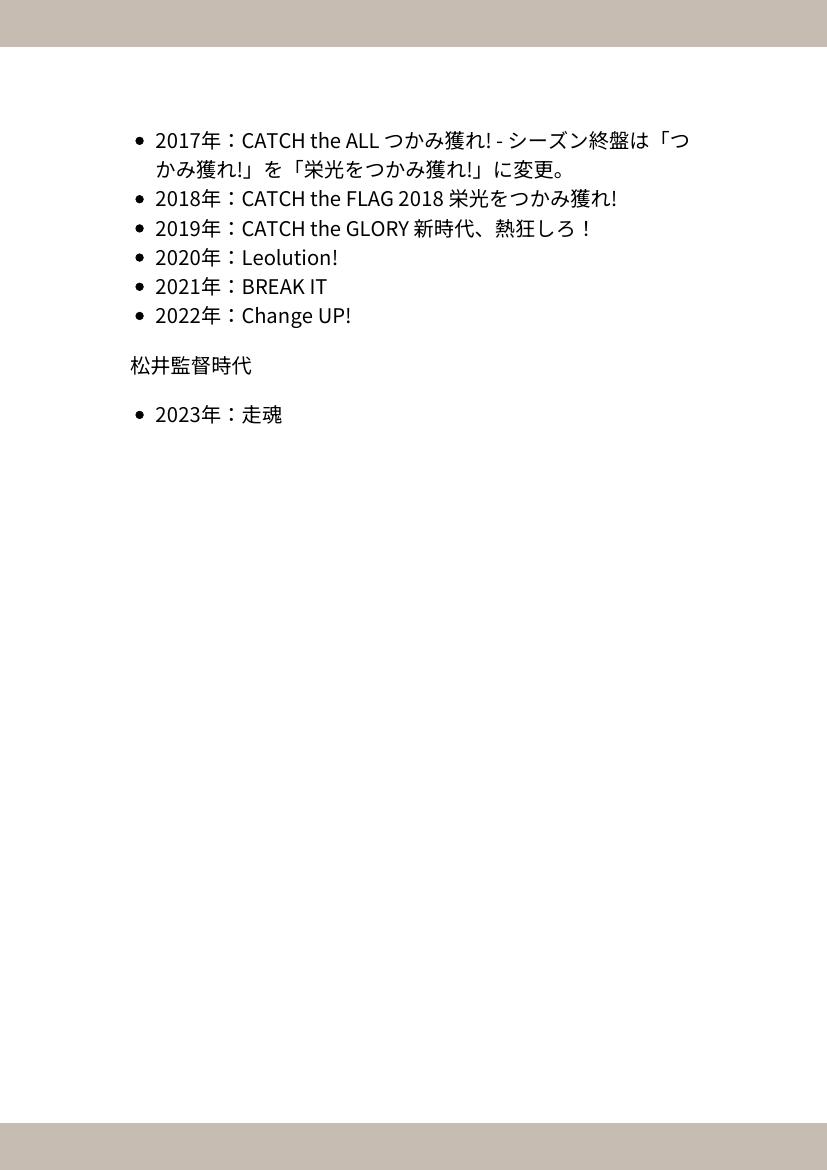 • 2017年：CATCH the ALL つかみ獲れ! - シーズン終盤は「つ
かみ獲れ!」を「栄光をつかみ獲れ!」に変更。
• 2018年：CATCH the FLAG 2018 栄光をつかみ獲れ!
• 2019年：CATCH the GLORY 新時代、熱狂しろ！
• 2020年：Leolution!
• 2021年：BREAK IT
• 2022年：Change UP!
松井監督時代
• 2023年：走魂